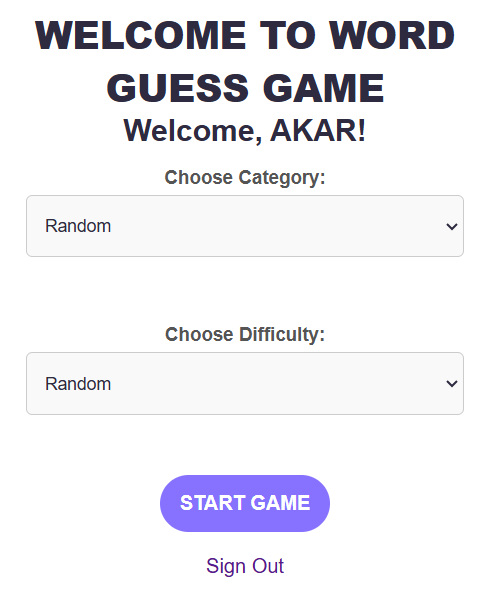 WELCOME TO WORD
GUESS GAME
Welcome, AKAR!
Choose Category:
Random
Choose Difficulty:
Random
START GAME
Sign Out